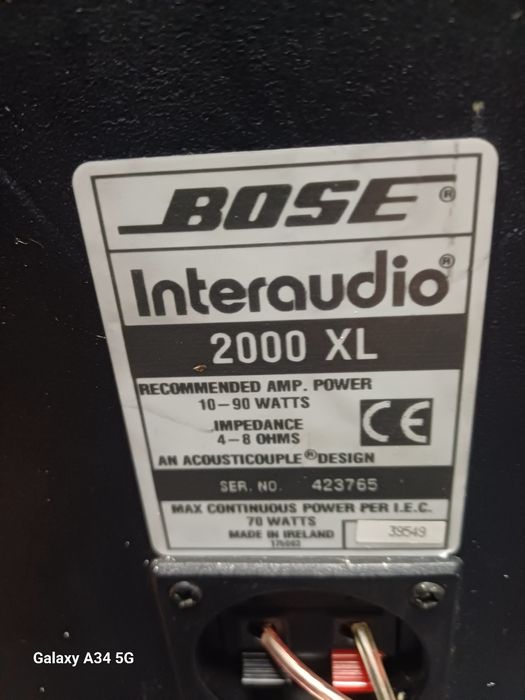 BOSE®
Interaudio®
2000 XL
RECOMMENDED AMP. POWER
10–90 WATTS
IMPEDANCE
4–8 OHMS
CE
AN ACOUSTICOUPLE® DESIGN
SER. NO. 423765
MAX CONTINUOUS POWER PER I.E.C.
70 WATTS
MADE IN IRELAND
39549
Galaxy A34 5G